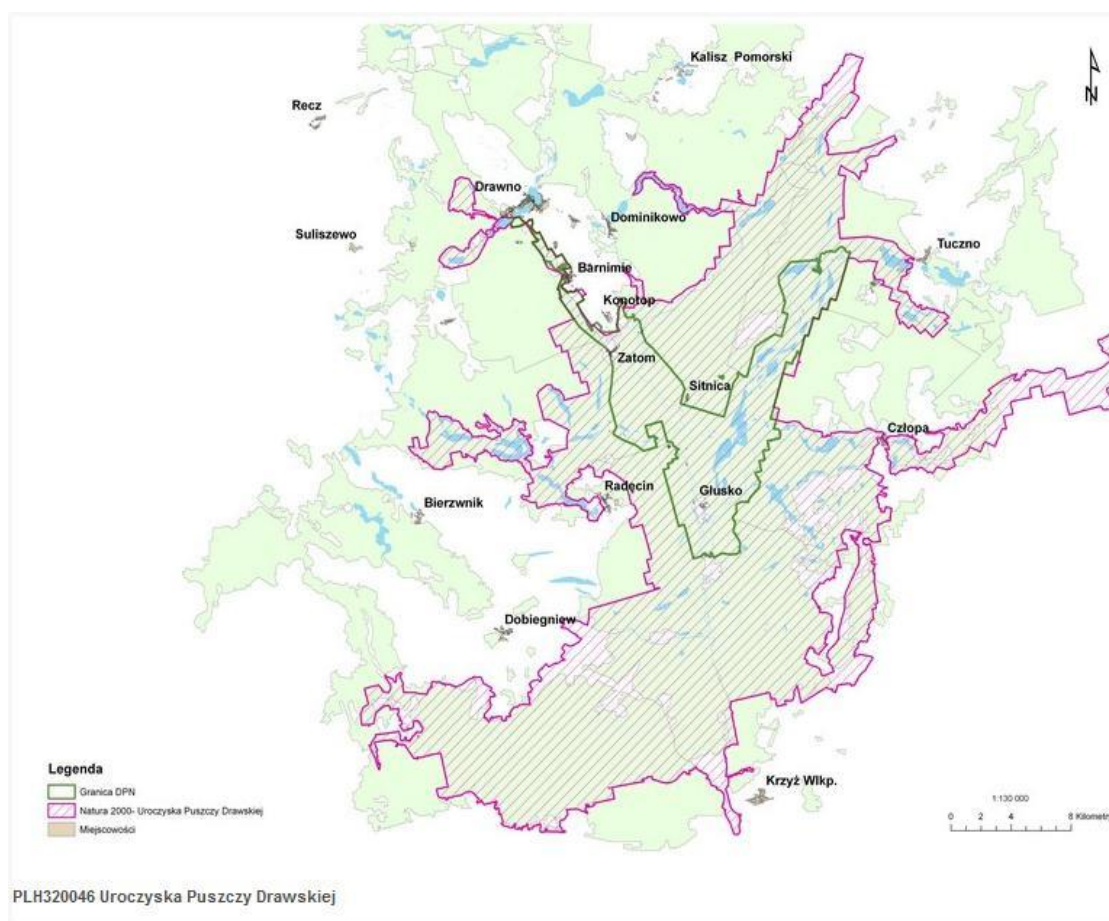 Kalisz Pomorski
N
Recz
Drawno
Dominikowo
Suliszewo
Tuczno
Barnimie
Konotop
Zatom
Sitnica
Człopa
Radęcin
Głusko
Bierzwnik
Dobiegniew
Krzyż Wlkp.
Legenda
Granica DPN
Natura 2000- Uroczyska Puszczy Drawskiej
Miejscowości
1:130 000
0 2 4 8 Kilometry
PLH320046 Uroczyska Puszczy Drawskiej